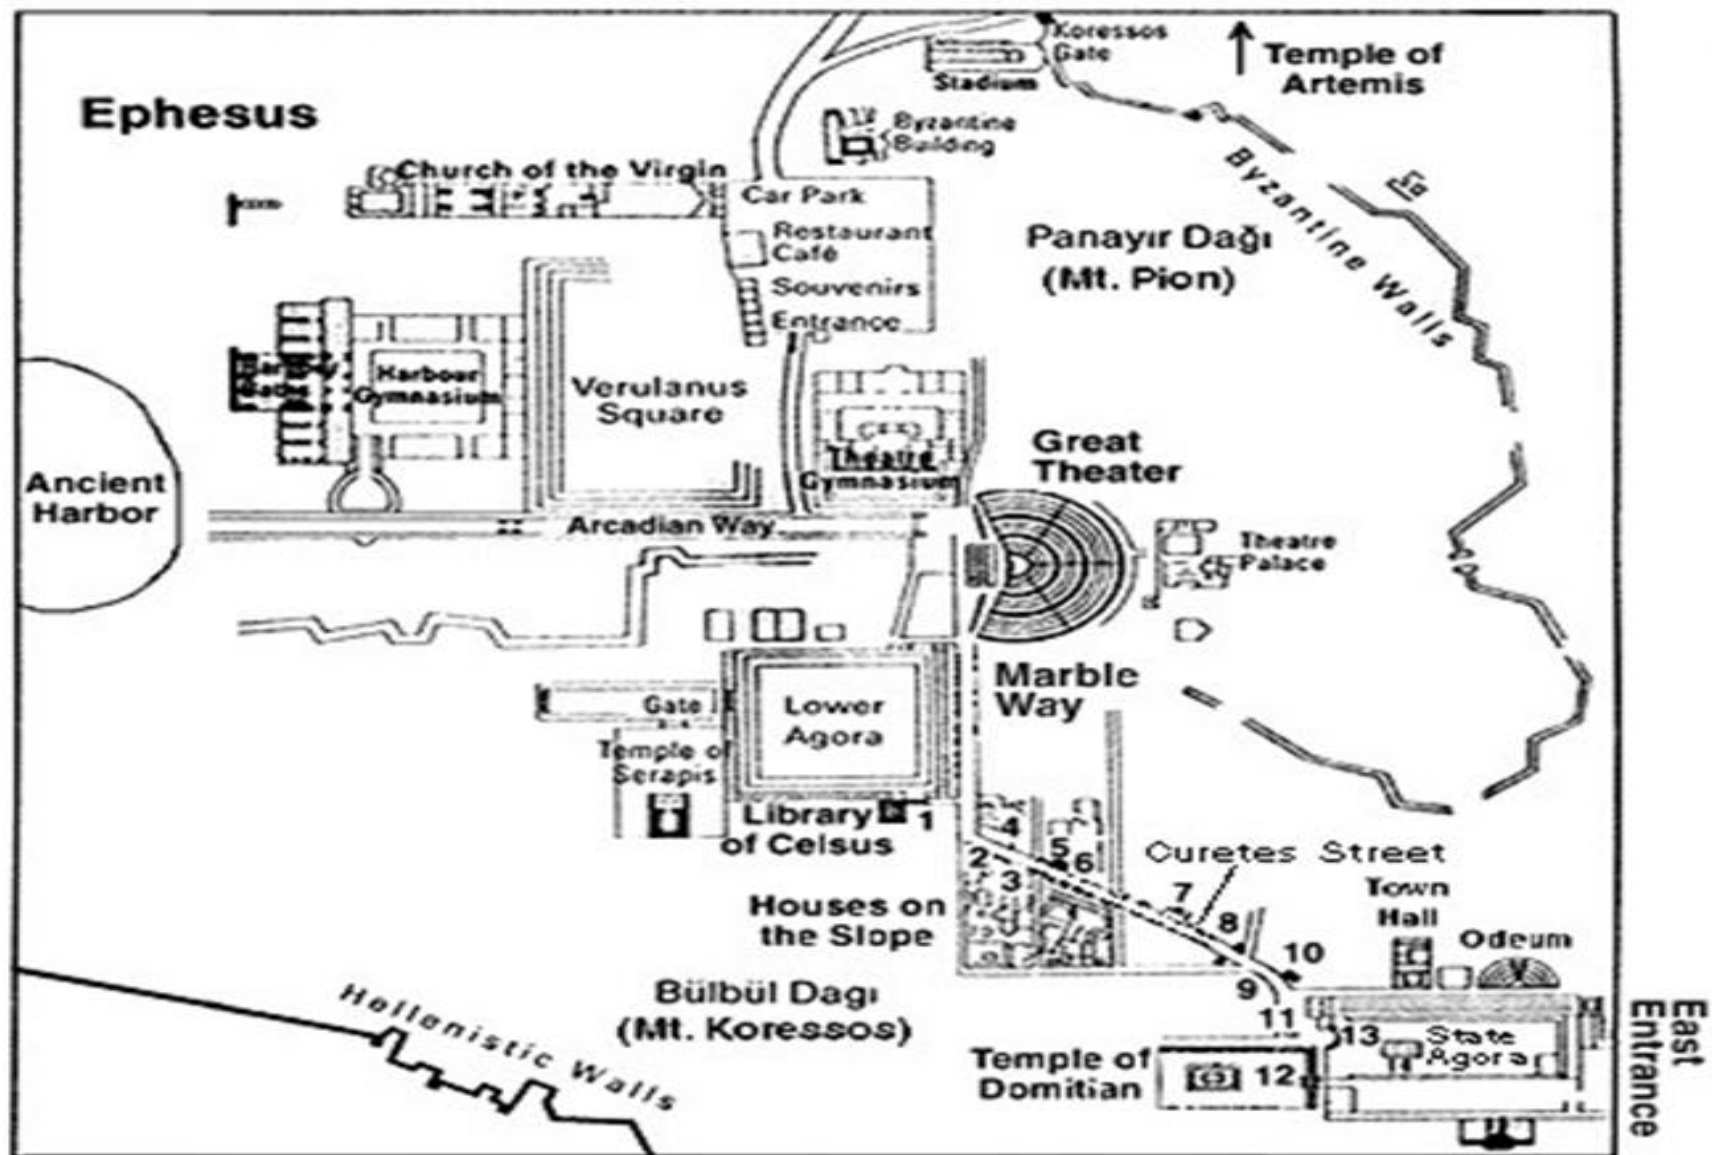 Koressos
Gate
Temple of
Artemis
Stadium
Ephesus
Byzantine
Building
Church of the Virgin
Car Park
Restaurant
Café
Souvenirs
Entrance
Byzantine Walls
Panayır Dağı
(Mt. Pion)
Harbour
Gymnasium
Verulanus
Square
Great
Theater
Theatre
Gymnasium
Ancient
Harbor
Arcadian Way
Theatre
Palace
Marble
Way
Gate
Lower
Agora
Temple of
Serapis
Library
of Celsus
1
2
3
4
5
6
Curetes Street
7
8
Town
Hall
Houses on
the Slope
10
Odeum
9
Bülbül Dagı
(Mt. Koressos)
Hellenistic Walls
11
13
State
Agora
Temple of
Domitian
12
East
Entrance